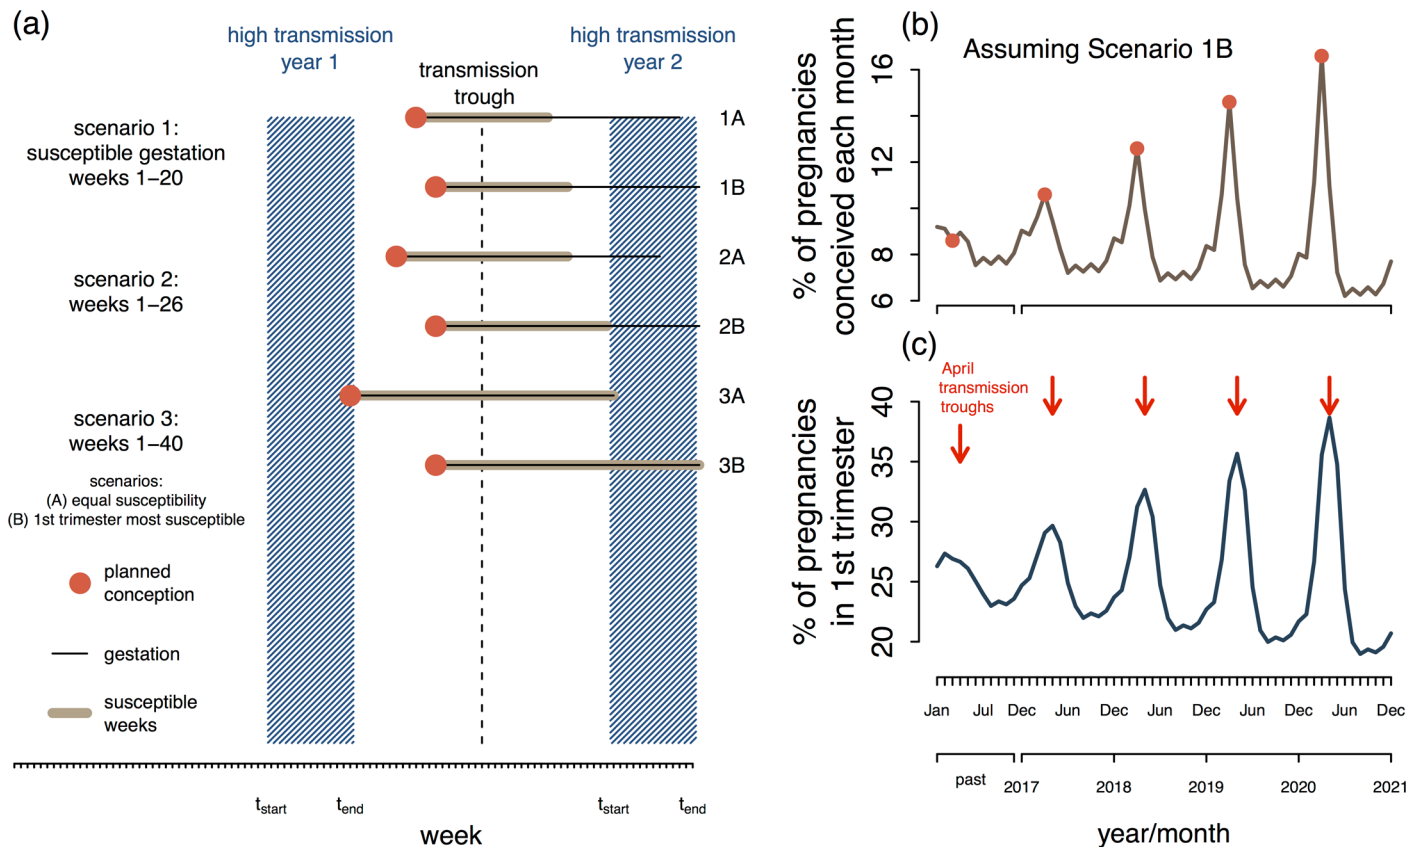 (a)
high transmission
year 1
high transmission
year 2
transmission
trough
scenario 1:
susceptible gestation
weeks 1–20
scenario 2:
weeks 1–26
scenario 3:
weeks 1–40
scenarios:
(A) equal susceptibility
(B) 1st trimester most susceptible
planned
conception
gestation
susceptible
weeks
1A
1B
2A
2B
3A
3B
tstart
tend
tstart
tend
week
(b)
Assuming Scenario 1B
% of pregnancies
conceived each month
16
12
8
6
(c)
April
transmission
troughs
% of pregnancies
in 1st trimester
40
35
30
25
20
Jan Jul Dec Jun Dec Jun Dec Jun Dec Jun Dec
past 2017 2018 2019 2020 2021
year/month